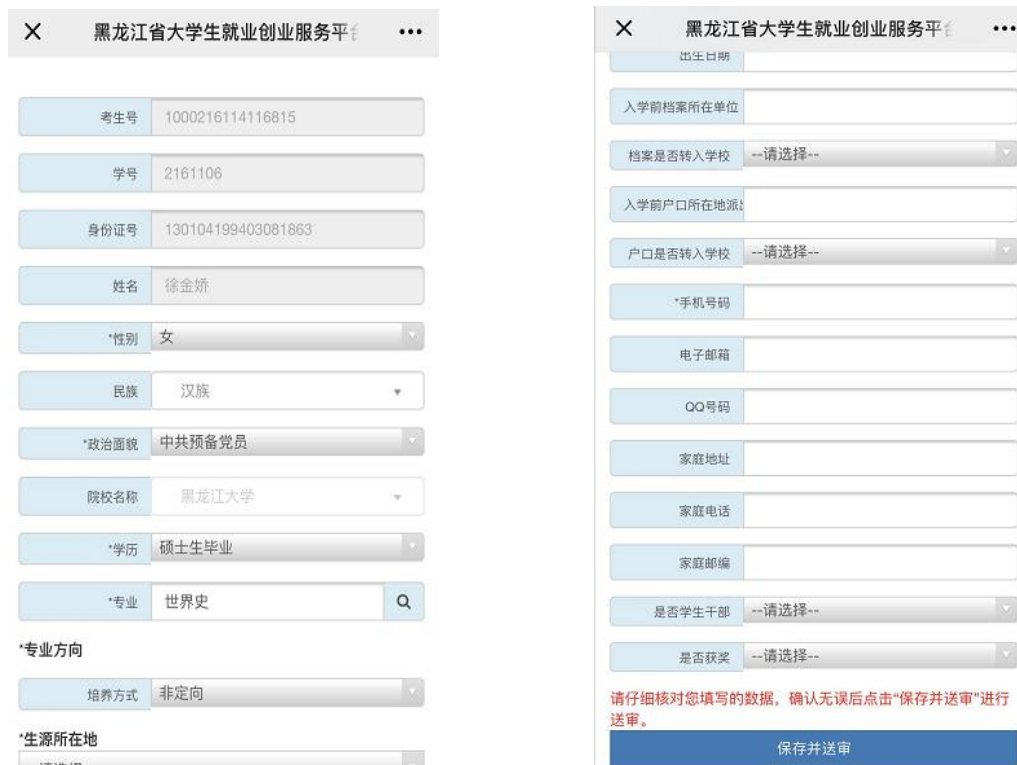 黑龙江省大学生就业创业服务平台
考生号 1000216114116815
学号 2161106
身份证号 130104199403081863
姓名 徐金娇
*性别 女
民族 汉族
*政治面貌 中共预备党员
院校名称 黑龙江大学
*学历 硕士生毕业
*专业 世界史
*专业方向
培养方式 非定向
*生源所在地
黑龙江省大学生就业创业服务平台
出生日期
入学前档案所在单位
档案是否转入学校 --请选择--
入学前户口所在地派出
户口是否转入学校 --请选择--
*手机号码
电子邮箱
QQ号码
家庭地址
家庭电话
家庭邮编
是否学生干部 --请选择--
是否获奖 --请选择--
请仔细核对您填写的数据，确认无误后点击“保存并送审”进行
送审。
保存并送审